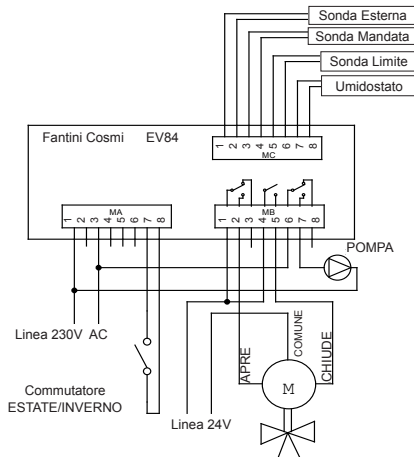 Sonda Esterna
Sonda Mandata
Sonda Limite
Umidostato
Fantini Cosmi EV84
1 2 3 4 5 6 7 8
MC
MA
1 2 3 4 5 6 7 8
MB
1 2 3 4 5 6 7 8
POMPA
Linea 230V AC
COMUNE
APRE
CHIUDE
M
Commutatore
ESTATE/INVERNO
Linea 24V